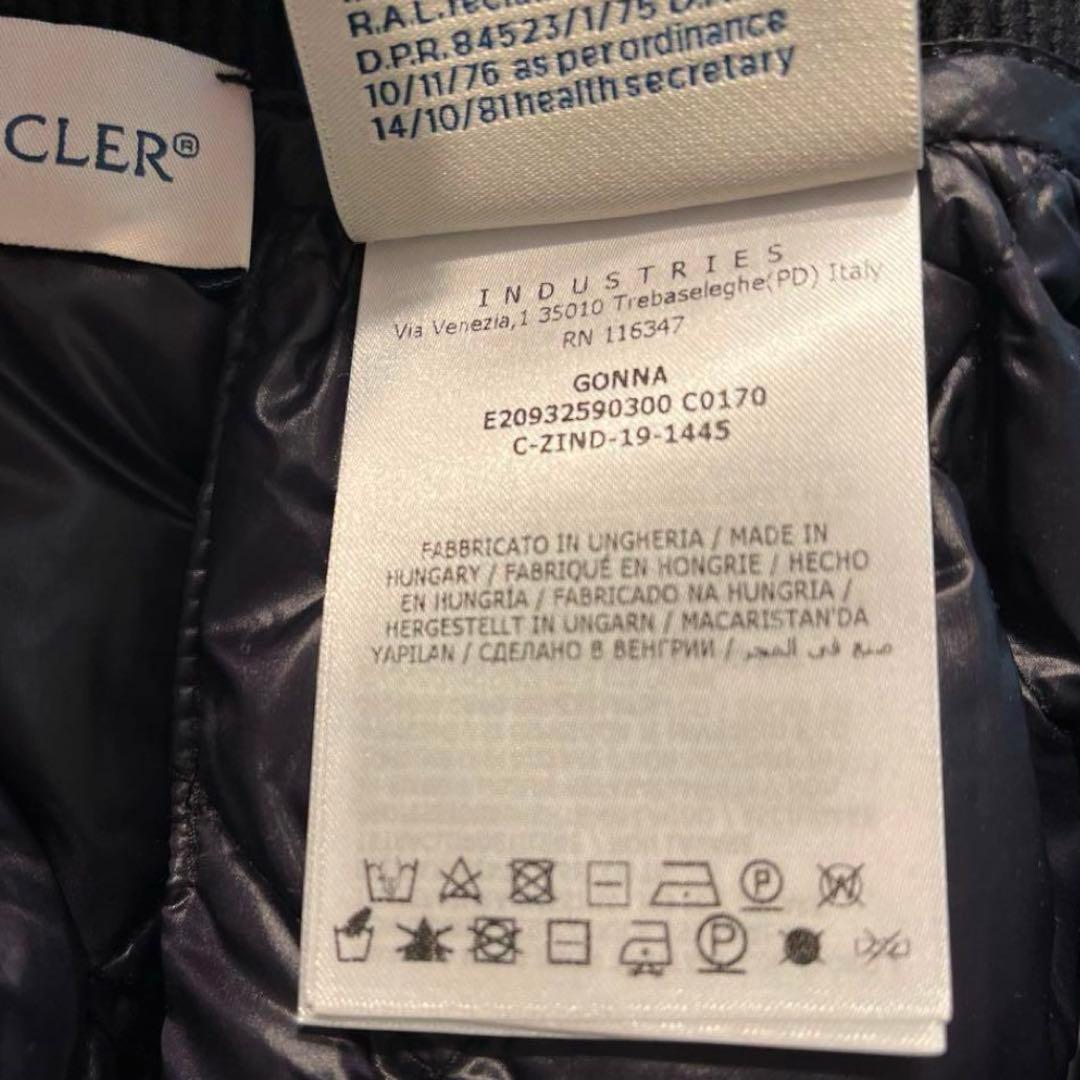 CLER®
D.P.R. 84523/1/75
10/11/76 as per ordinance
14/10/81 health secretary
INDUSTRIES
Via Venezia,1 35010 Trebaseleghe(PD) Italy
RN 116347
GONNA
E20932590300 C0170
C-ZIND-19-1445
FABBRICATO IN UNGHERIA / MADE IN
HUNGARY / FABRIQUÉ EN HONGRIE / HECHO
EN HUNGRÍA / FABRICADO NA HUNGRIA /
HERGESTELLT IN UNGARN / MACARISTAN'DA
YAPILAN / СДЕЛАНО В ВЕНГРИИ / صنع في المجر
P
W
P